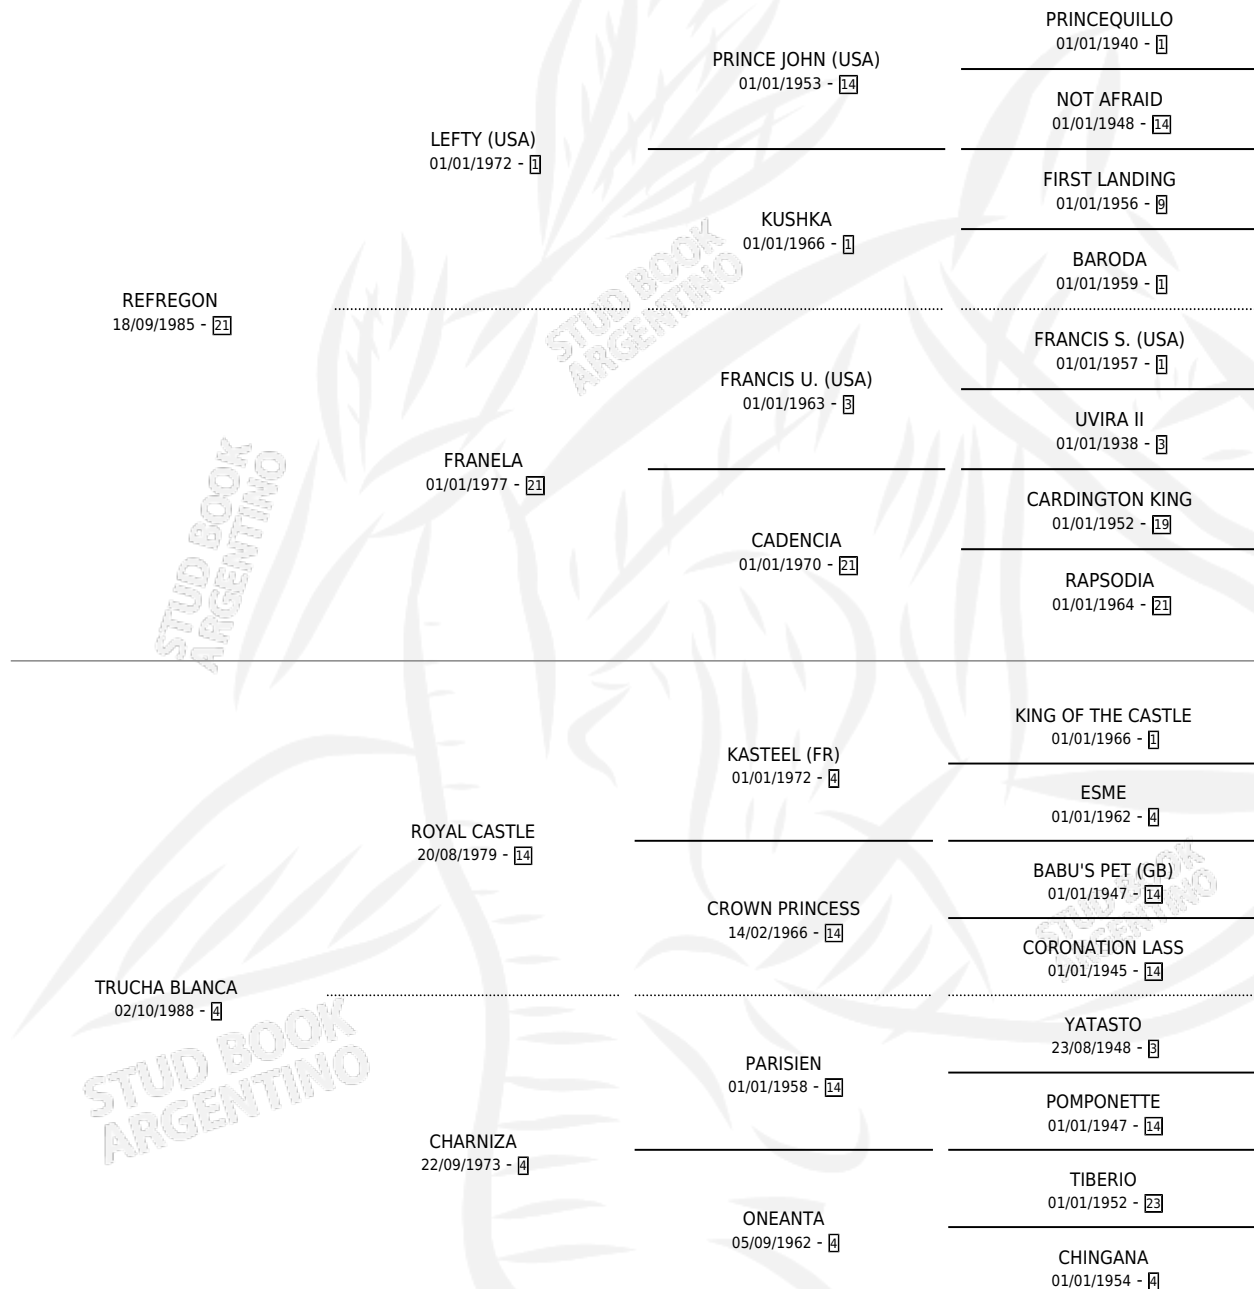 PRINCEQUILLO
01/01/1940 - 1
PRINCE JOHN (USA)
01/01/1953 - 14
NOT AFRAID
01/01/1948 - 14
LEFTY (USA)
01/01/1972 - 1
FIRST LANDING
01/01/1956 - 9
KUSHKA
01/01/1966 - 1
BARODA
01/01/1959 - 1
REFREGON
18/09/1985 - 21
FRANCIS S. (USA)
01/01/1957 - 1
FRANCIS U. (USA)
01/01/1963 - 3
UVIRA II
01/01/1938 - 3
FRANELA
01/01/1977 - 21
CARDINGTON KING
01/01/1952 - 19
CADENCIA
01/01/1970 - 21
RAPSODIA
01/01/1964 - 21
STUD BOOK
ARGENTINO
STUD BOOK
ARGENTINO
KING OF THE CASTLE
01/01/1966 - 1
KASTEEL (FR)
01/01/1972 - 4
ESME
01/01/1962 - 4
ROYAL CASTLE
20/08/1979 - 14
BABU'S PET (GB)
01/01/1947 - 14
CROWN PRINCESS
14/02/1966 - 14
CORONATION LASS
01/01/1945 - 14
TRUCHA BLANCA
02/10/1988 - 4
YATASTO
23/08/1948 - 3
PARISIEN
01/01/1958 - 14
POMPONETTE
01/01/1947 - 14
CHARNIZA
22/09/1973 - 4
TIBERIO
01/01/1952 - 23
ONEANTA
05/09/1962 - 4
CHINGANA
01/01/1954 - 4
STUD BOOK
ARGENTINO
STUD BOOK
ARGENTINO